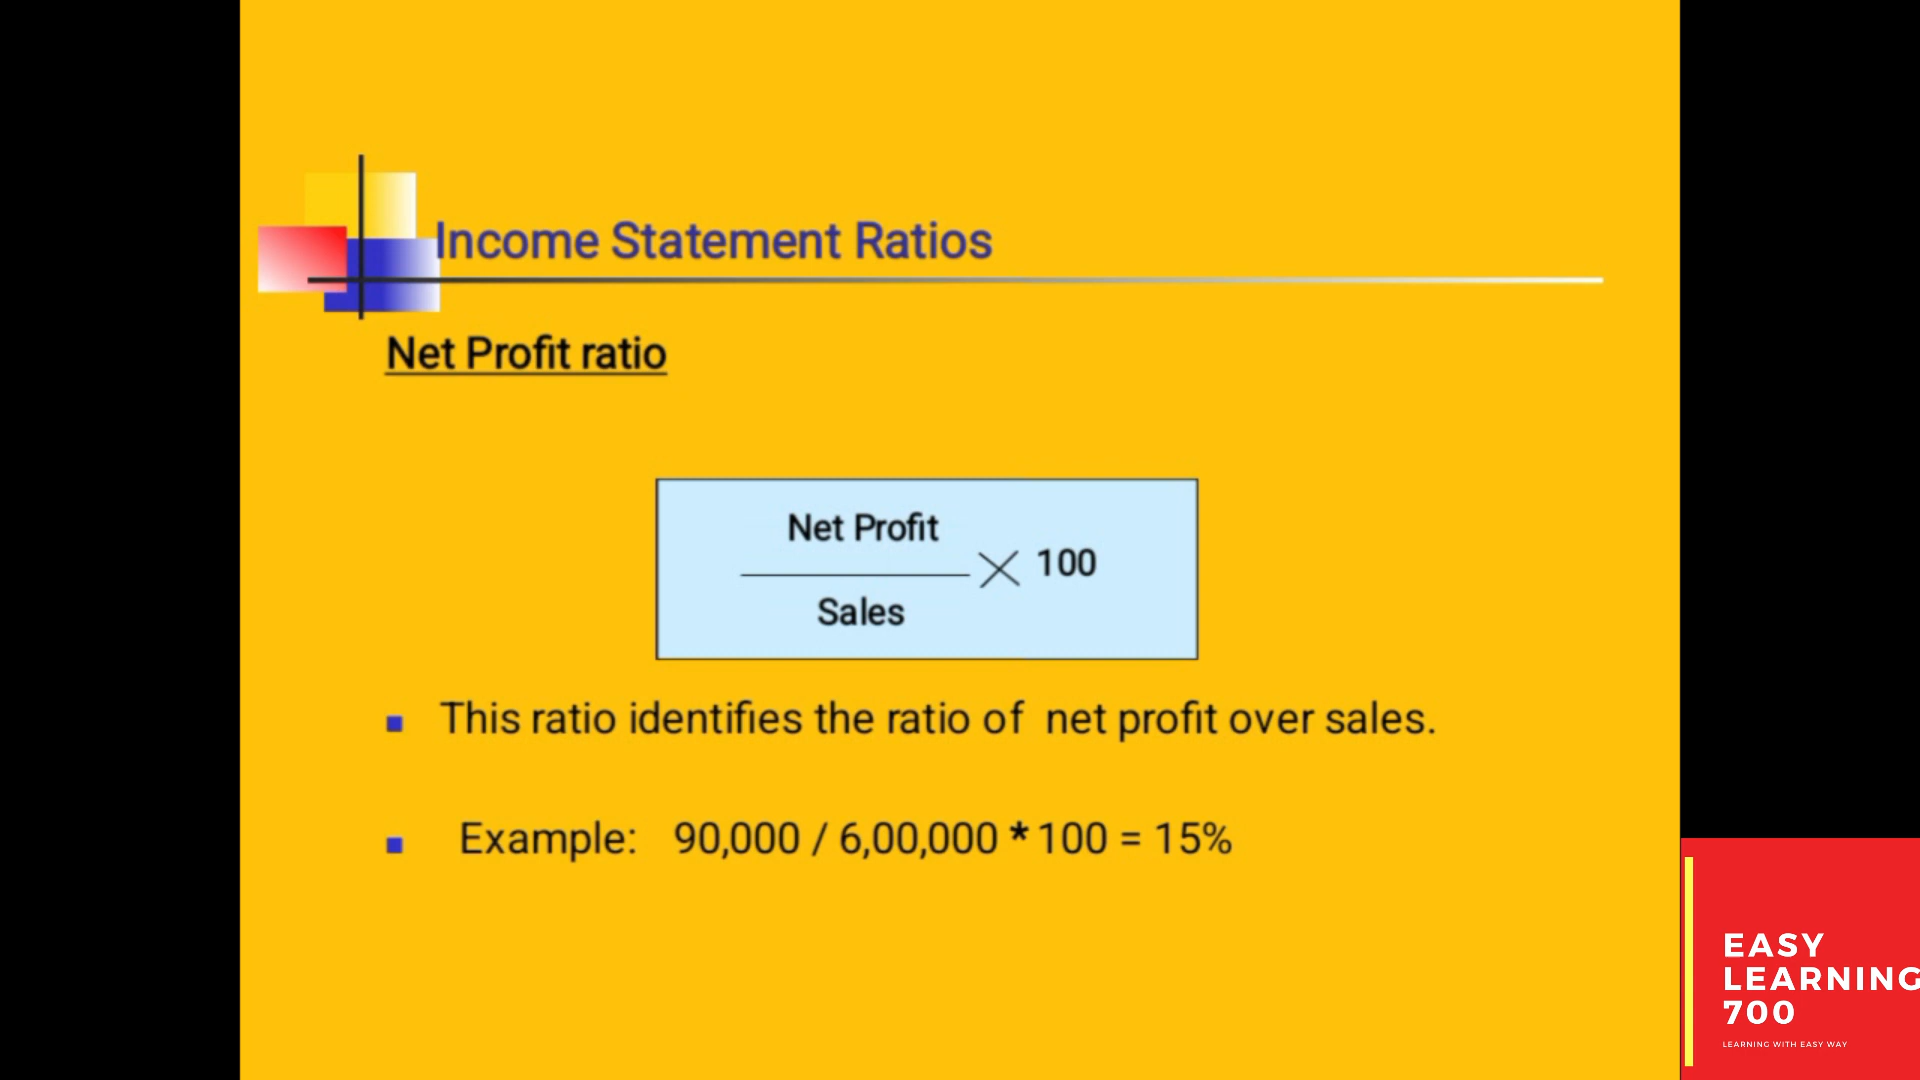 Income Statement Ratios
Net Profit ratio
Net Profit
Sales
× 100
This ratio identifies the ratio of net profit over sales.
Example: 90,000 / 6,00,000 * 100 = 15%
EASY
LEARNING
700
LEARNING WITH EASY WAY